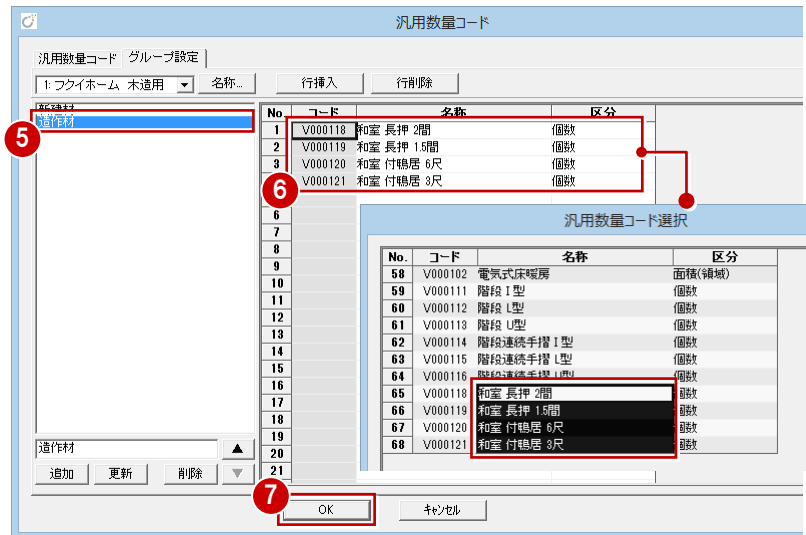 汎用数量コード
汎用数量コード グループ設定
1: フクイホーム 木造用 名称... 行挿入 行削除
造作材
5
No. コード 名称 区分
1 V000118 和室 長押 2間 個数
2 V000119 和室 長押 1.5間 個数
3 V000120 和室 付鴨居 6尺 個数
V000121 和室 付鴨居 3尺 個数
6
6
7
8
9
10
11
12
13
14
15
16
17
18
19
20
21
汎用数量コード選択
No. コード 名称 区分
58 V000102 電気式床暖房 面積(領域)
59 V000111 階段 I 型 個数
60 V000112 階段 L型 個数
61 V000113 階段 U型 個数
62 V000114 階段連続手摺 I 型 個数
63 V000115 階段連続手摺 L型 個数
64 V000116 階段連続手摺 U型 個数
65 V000118 和室 長押 2間 個数
66 V000119 和室 長押 1.5間 個数
67 V000120 和室 付鴨居 6尺 個数
68 V000121 和室 付鴨居 3尺 個数
造作材 ▲
追加 更新 削除 ▼
7
OK キャンセル